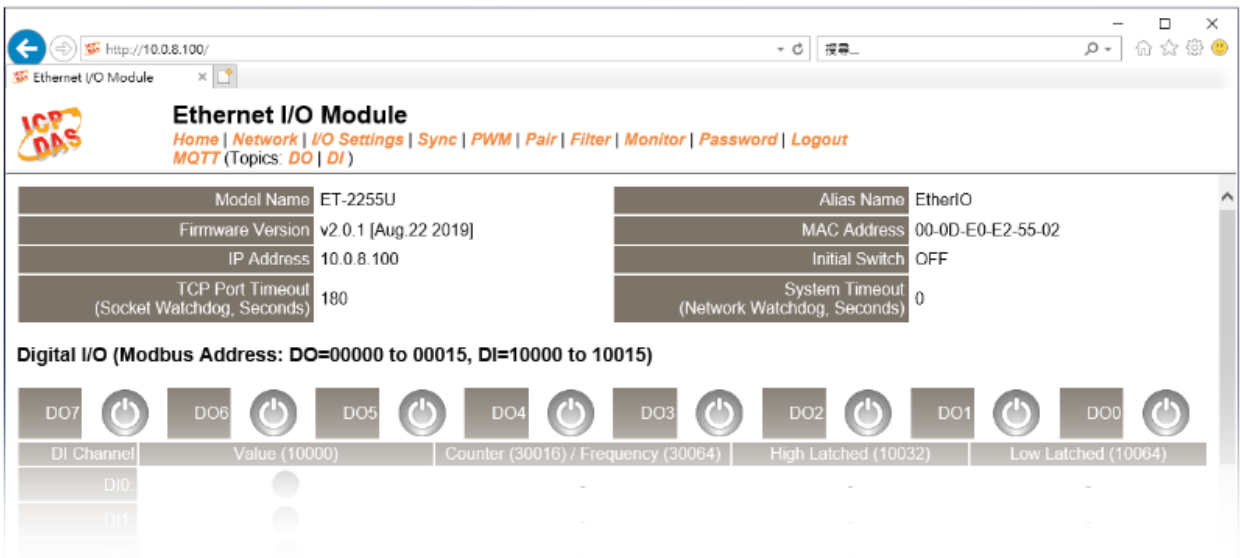 http://10.0.8.100/
搜尋...
Ethernet I/O Module
ICP DAS
Ethernet I/O Module
Home | Network | I/O Settings | Sync | PWM | Pair | Filter | Monitor | Password | Logout
MQTT (Topics: DO | DI )
Model Name ET-2255U Alias Name EtherIO
Firmware Version v2.0.1 [Aug.22 2019] MAC Address 00-0D-E0-E2-55-02
IP Address 10.0.8.100 Initial Switch OFF
TCP Port Timeout
(Socket Watchdog, Seconds) 180 System Timeout
(Network Watchdog, Seconds) 0
Digital I/O (Modbus Address: DO=00000 to 00015, DI=10000 to 10015)
DO7 DO6 DO5 DO4 DO3 DO2 DO1 DO0
DI Channel Value (10000) Counter (30016) / Frequency (30064) High Latched (10032) Low Latched (10064)
DI0: - - -
DI1: - - -